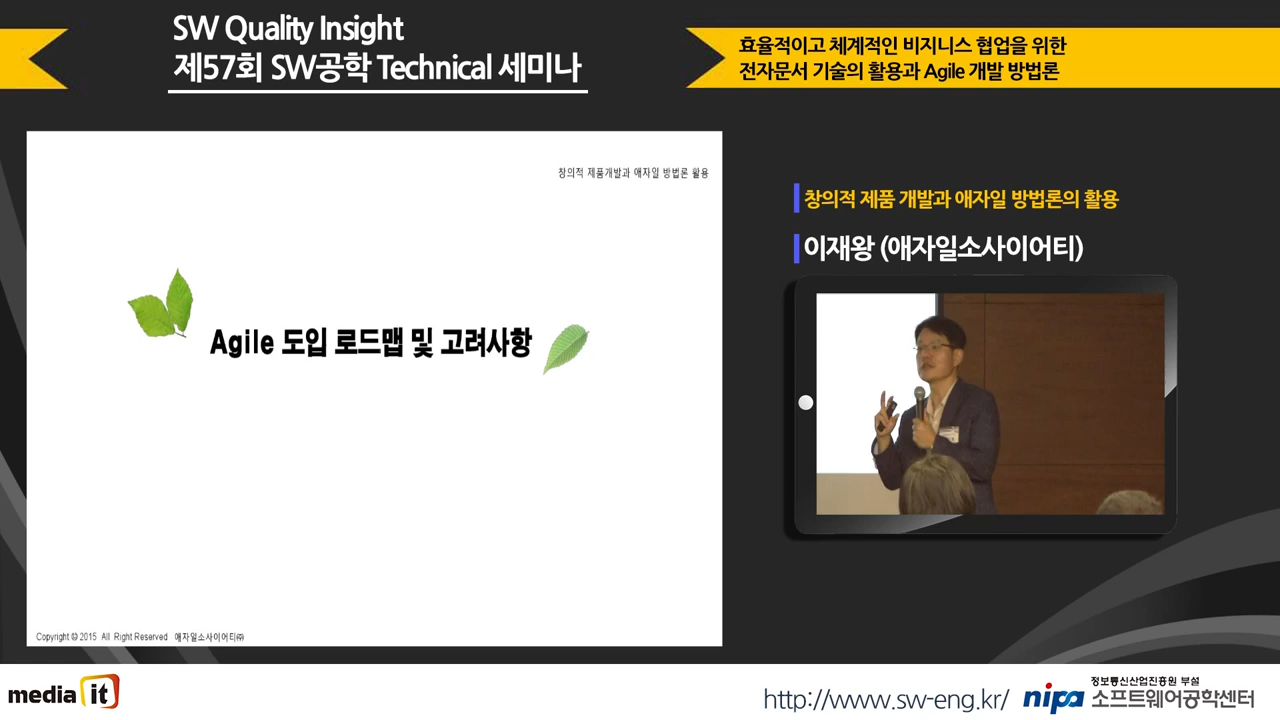 SW Quality Insight
제57회 SW공학 Technical 세미나
효율적이고 체계적인 비지니스 협업을 위한
전자문서 기술의 활용과 Agile 개발 방법론
창의적 제품개발과 애자일 방법론 활용
Agile 도입 로드맵 및 고려사항
Copyright © 2015 All Right Reserved 애자일소사이어티㈜
창의적 제품 개발과 애자일 방법론의 활용
이재왕 (애자일소사이어티)
media it
http://www.sw-eng.kr/
nipa
정보통신산업진흥원 부설
소프트웨어공학센터